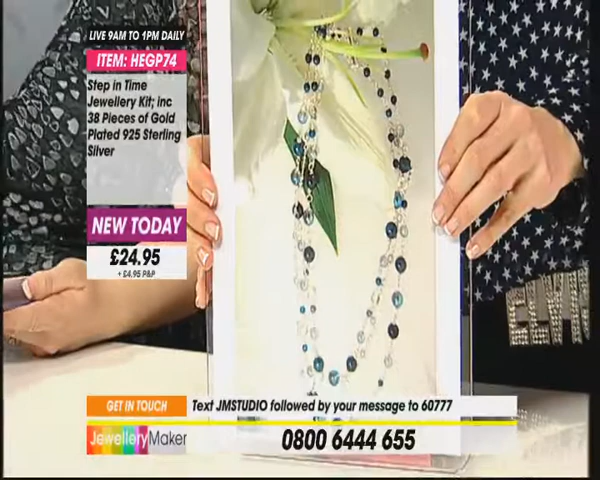 LIVE 9AM TO 1PM DAILY
ITEM: HEGP74
Step in Time
Jewellery Kit; inc
38 Pieces of Gold
Plated 925 Sterling
Silver
NEW TODAY
£24.95
+ £4.95 P&P
GET IN TOUCH Text JMSTUDIO followed by your message to 60777
JewelleryMaker 0800 6444 655